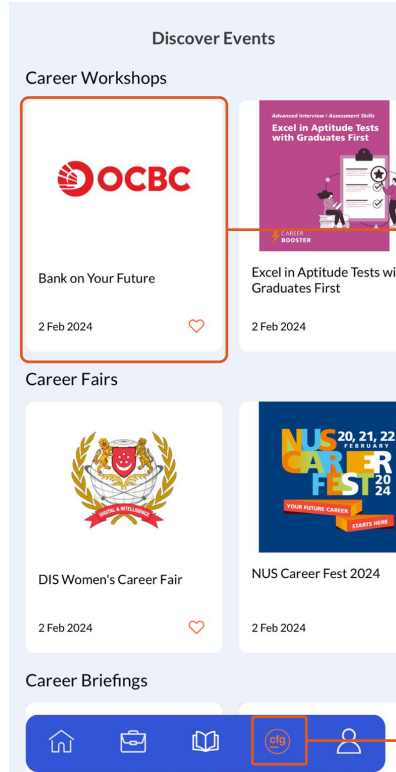 Discover Events
Career Workshops
OCBC
Bank on Your Future
2 Feb 2024
Advanced Interview | Assessment Skills
Excel in Aptitude Tests
with Graduates First
CAREER
BOOSTER
Excel in Aptitude Tests wi
Graduates First
2 Feb 2024
Career Fairs
DIGITAL & INTELLIGENCE
DIS Women's Career Fair
2 Feb 2024
NUS
20, 21, 22
FEBRUARY
CAREER
FEST
20
24
YOUR FUTURE CAREER
STARTS HERE
NUS Career Fest 2024
2 Feb 2024
Career Briefings
cfg